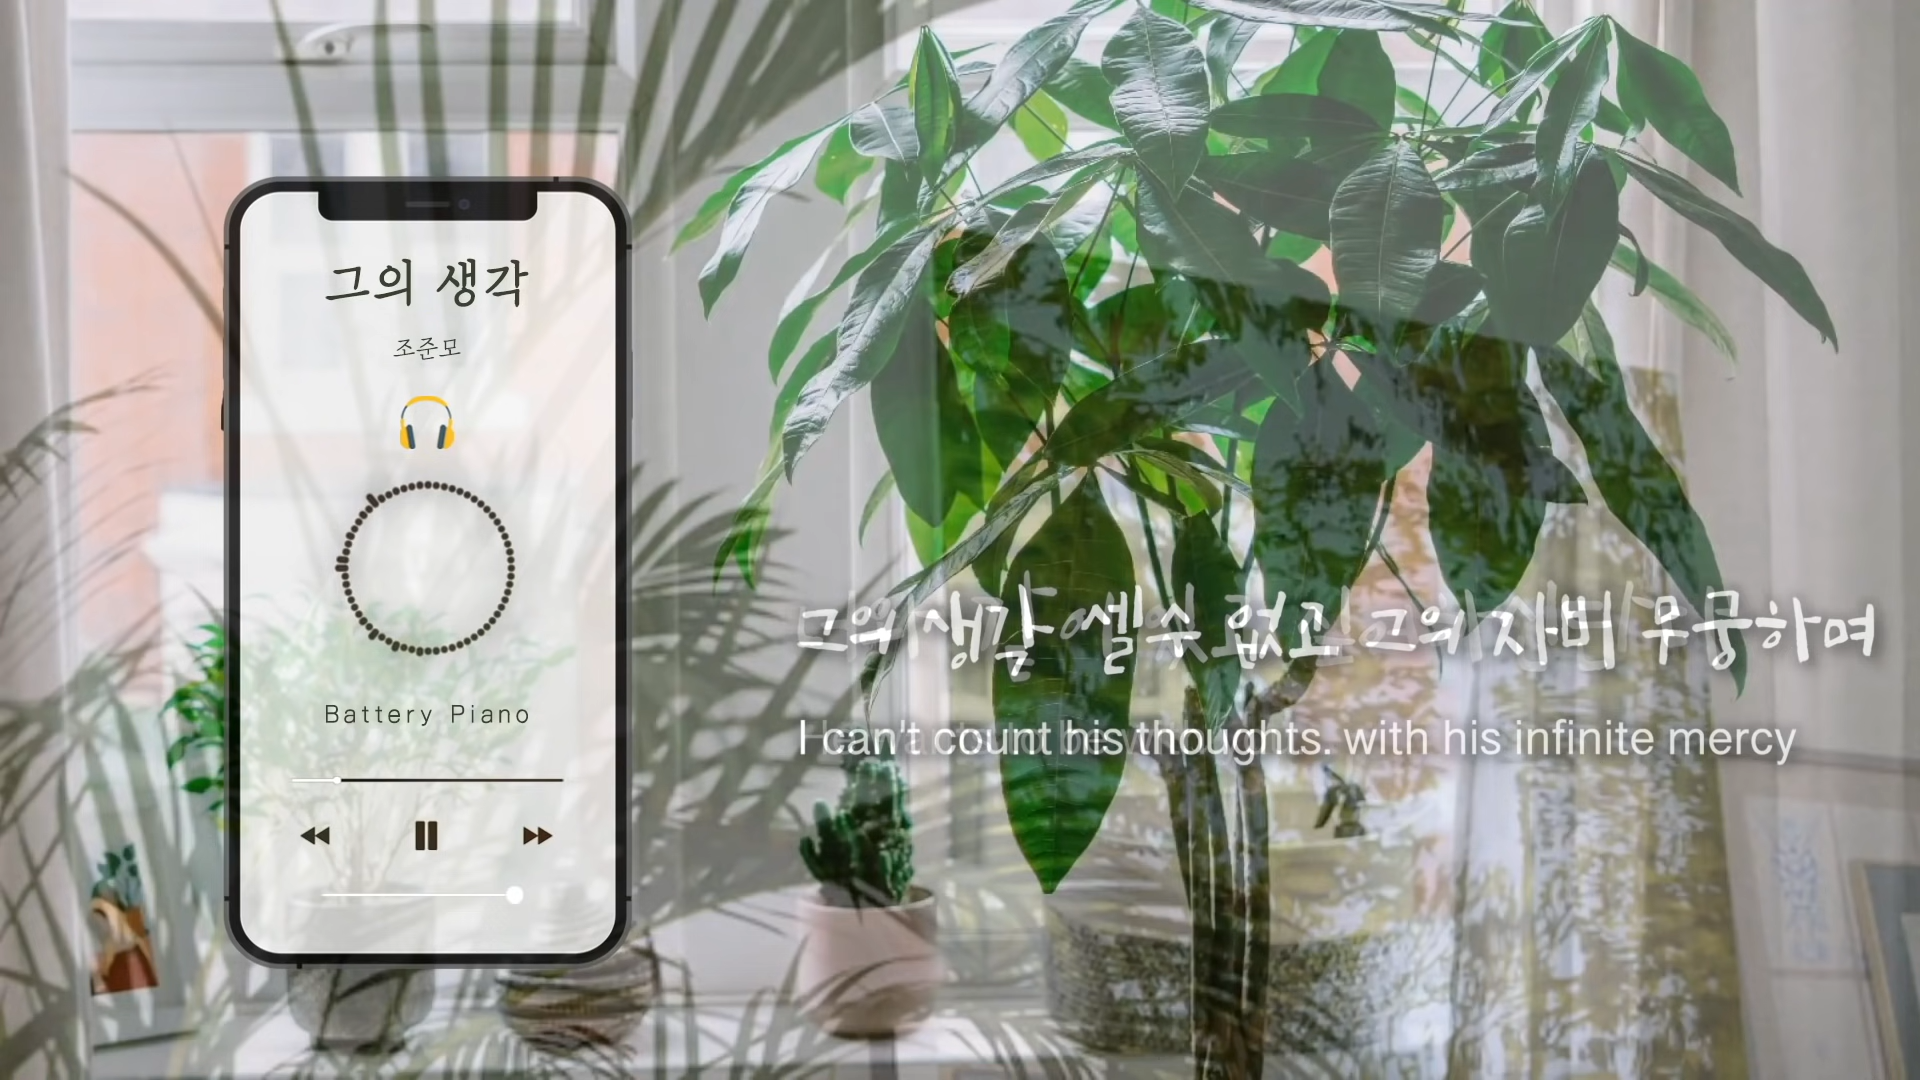 그의 생각
조준모
Battery Piano
그의 생각 셀 수 없고 그의 자비 무궁하며
I can't count his thoughts. with his infinite mercy